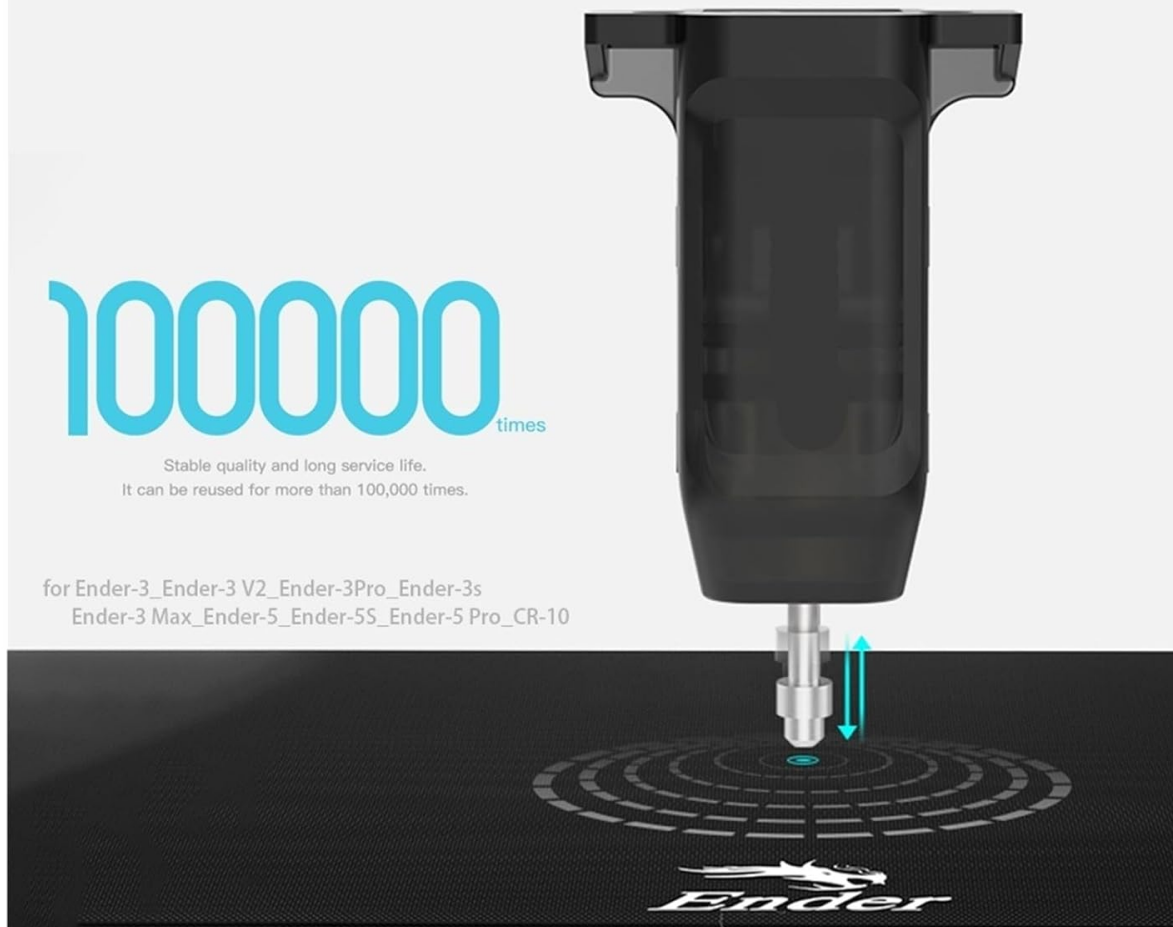 100000 times
Stable quality and long service life.
It can be reused for more than 100,000 times.
for Ender-3_Ender-3 V2_Ender-3Pro_Ender-3s
Ender-3 Max_Ender-5_Ender-5S_Ender-5 Pro_CR-10
Ender